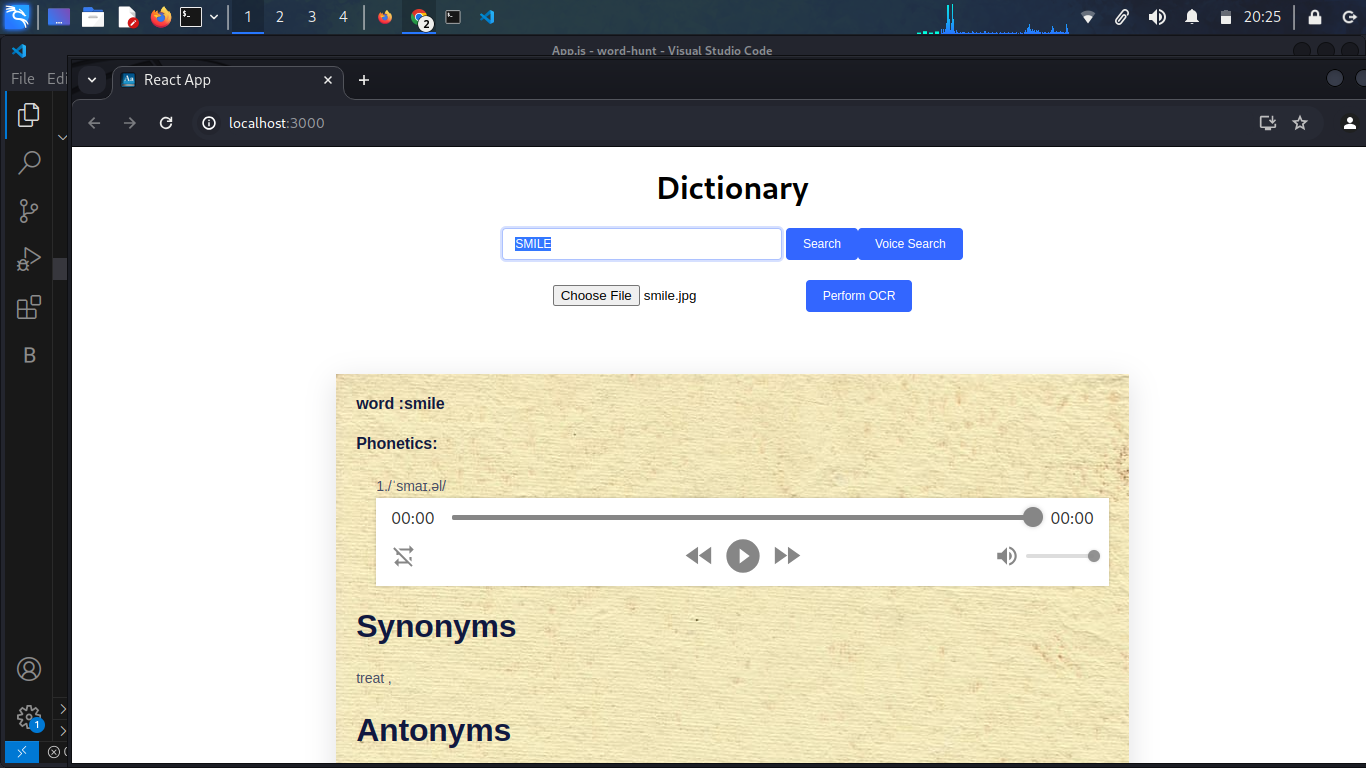 1 2 3 4 2 20:25
App.js - word-hunt - Visual Studio Code
File Edi
React App
localhost:3000
Dictionary
SMILE Search Voice Search
Choose File smile.jpg Perform OCR
word :smile
Phonetics:
1./ˈsmaɪ.əl/
00:00 00:00
Synonyms
treat ,
Antonyms
B
1